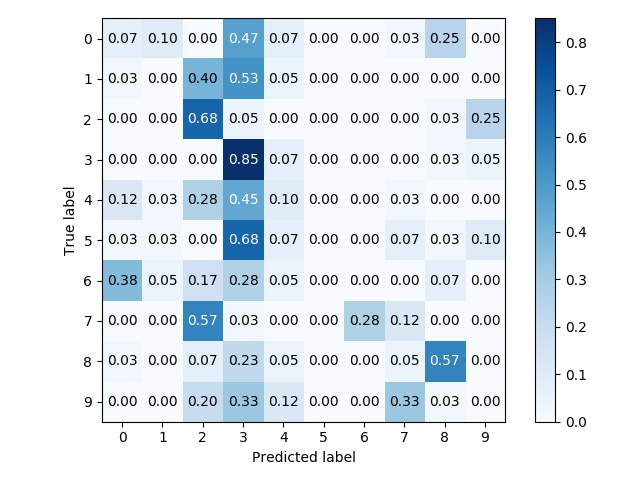 0 0.07 0.10 0.00 0.47 0.07 0.00 0.00 0.03 0.25 0.00
1 0.03 0.00 0.40 0.53 0.05 0.00 0.00 0.00 0.00 0.00
2 0.00 0.00 0.68 0.05 0.00 0.00 0.00 0.00 0.03 0.25
3 0.00 0.00 0.00 0.85 0.07 0.00 0.00 0.00 0.03 0.05
4 0.12 0.03 0.28 0.45 0.10 0.00 0.00 0.03 0.00 0.00
5 0.03 0.03 0.00 0.68 0.07 0.00 0.00 0.07 0.03 0.10
6 0.38 0.05 0.17 0.28 0.05 0.00 0.00 0.00 0.07 0.00
7 0.00 0.00 0.57 0.03 0.00 0.00 0.28 0.12 0.00 0.00
8 0.03 0.00 0.07 0.23 0.05 0.00 0.00 0.05 0.57 0.00
9 0.00 0.00 0.20 0.33 0.12 0.00 0.00 0.33 0.03 0.00
0 1 2 3 4 5 6 7 8 9
Predicted label
True label
0.8
0.7
0.6
0.5
0.4
0.3
0.2
0.1
0.0